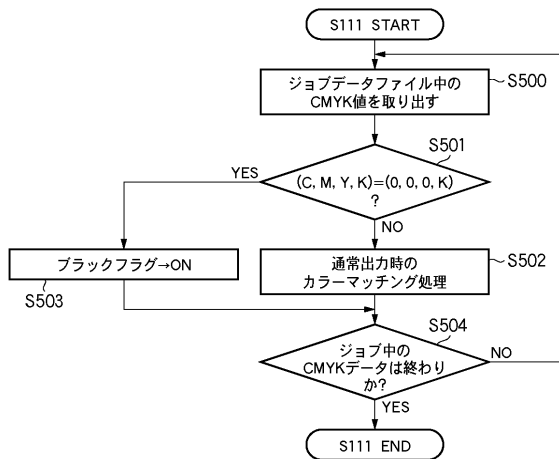 S111 START
ジョブデータファイル中の
CMYK値を取り出す
S500
S501
YES
(C, M, Y, K)=(0, 0, 0, K)
?
NO
ブラックフラグ→ON
S503
通常出力時の
カラーマッチング処理
S502
S504
ジョブ中の
CMYKデータは終わり
か?
NO
YES
S111 END